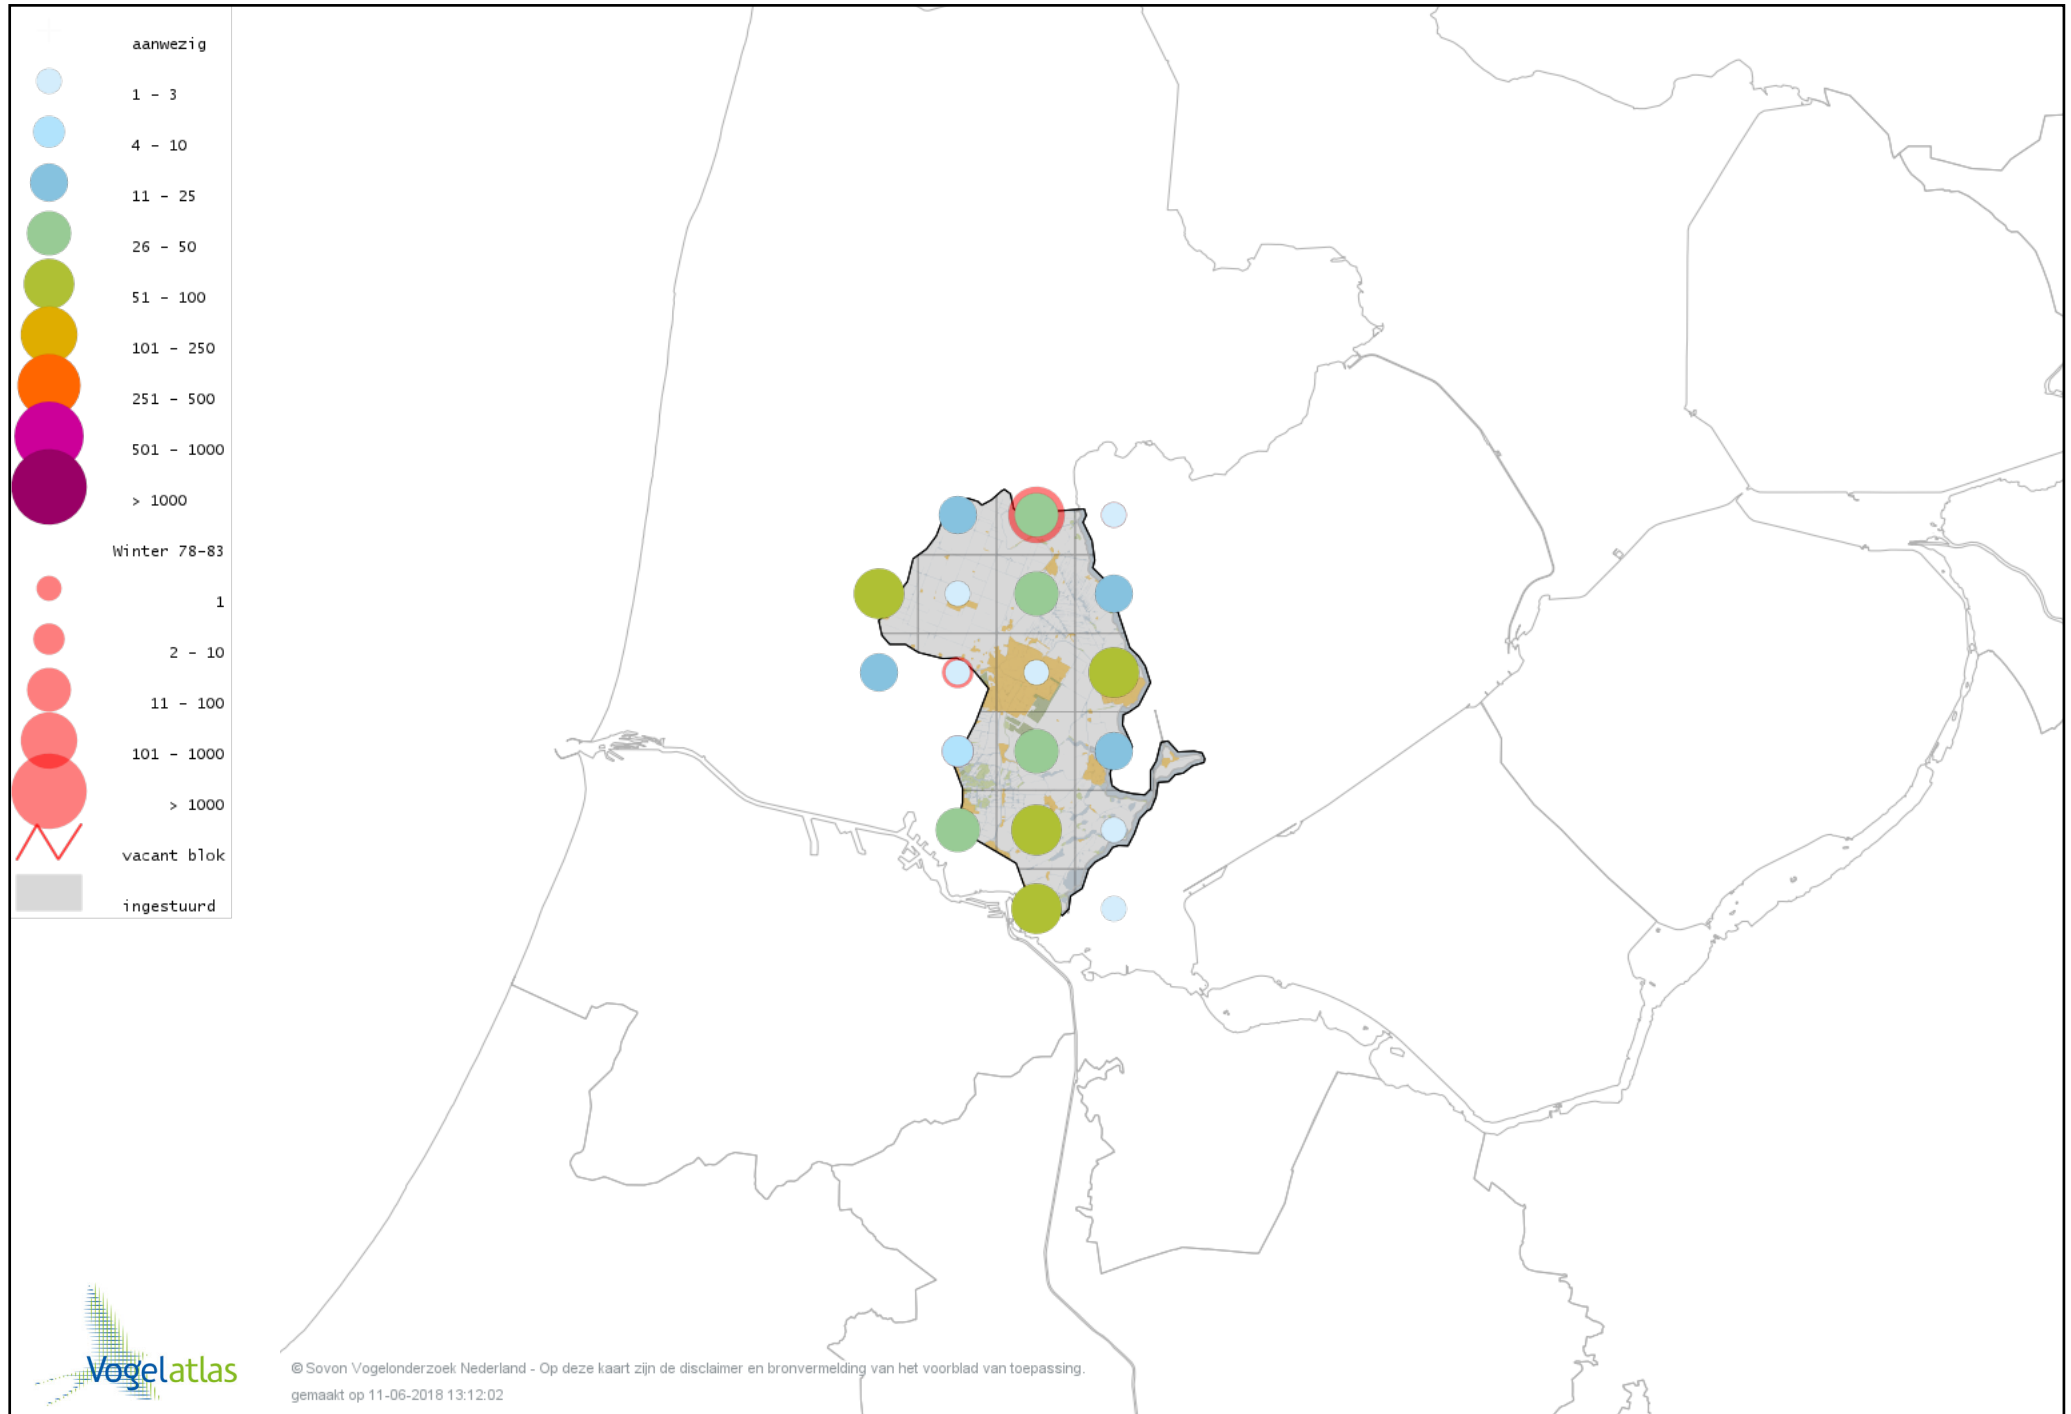 aanwezig
1 - 3
4 - 10
11 - 25
26 - 50
51 - 100
101 - 250
251 - 500
501 - 1000
> 1000
Winter 78-83
1
2 - 10
11 - 100
101 - 1000
> 1000
vacant blok
ingestuurd
Vogelatlas
© Sovon Vogelonderzoek Nederland - Op deze kaart zijn de disclaimer en bronvermelding van het voorblad van toepassing.
gemaakt op 11-06-2018 13:12:02